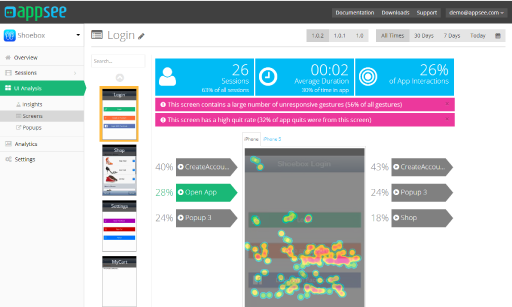 appsee
Documentation Downloads Support demo@appsee.com
Shoebox
Login
1.0.2 1.0.1 1.0 All Times 30 Days 7 Days Today
Search...
Overview
Sessions
UI Analysis
Insights
Screens
Popups
Analytics
Settings
26
Sessions
63% of all sessions
00:02
Average Duration
30% of time in app
26%
of App Interactions
This screen contains a large number of unresponsive gestures (56% of all gestures)
This screen has a high quit rate (32% of app quits were from this screen)
iPhone iPhone 5
Login
Shop
Settings
MyCart
40% CreateAccou...
28% Open App
24% Popup 3
Shoebox Login
43% CreateAccou...
24% Popup 3
18% Shop